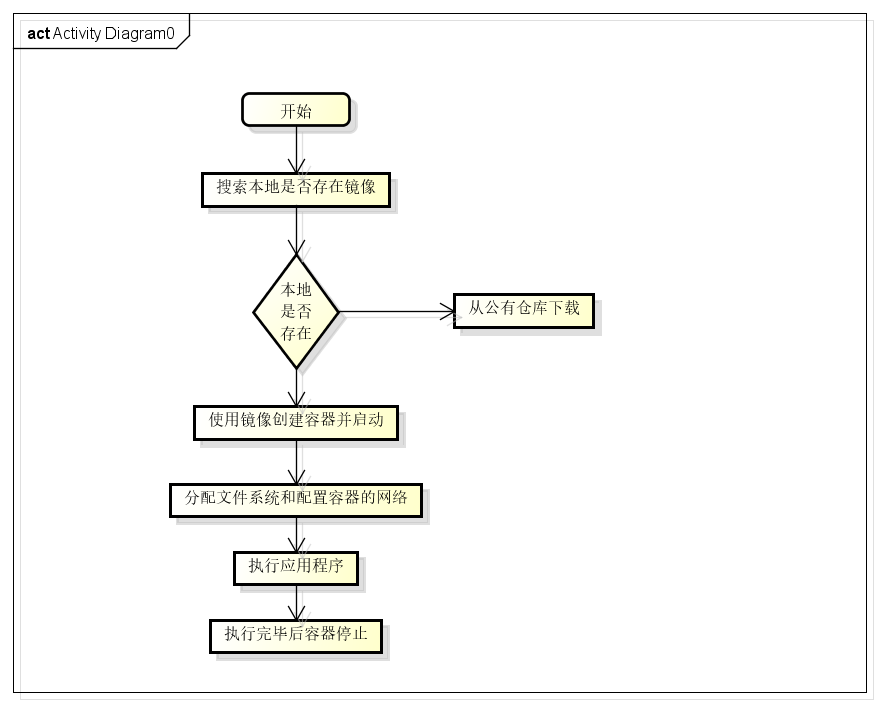 act Activity Diagram0
开始
搜索本地是否存在镜像
本地
是否
存在
从公有仓库下载
使用镜像创建容器并启动
分配文件系统和配置容器的网络
执行应用程序
执行完毕后容器停止